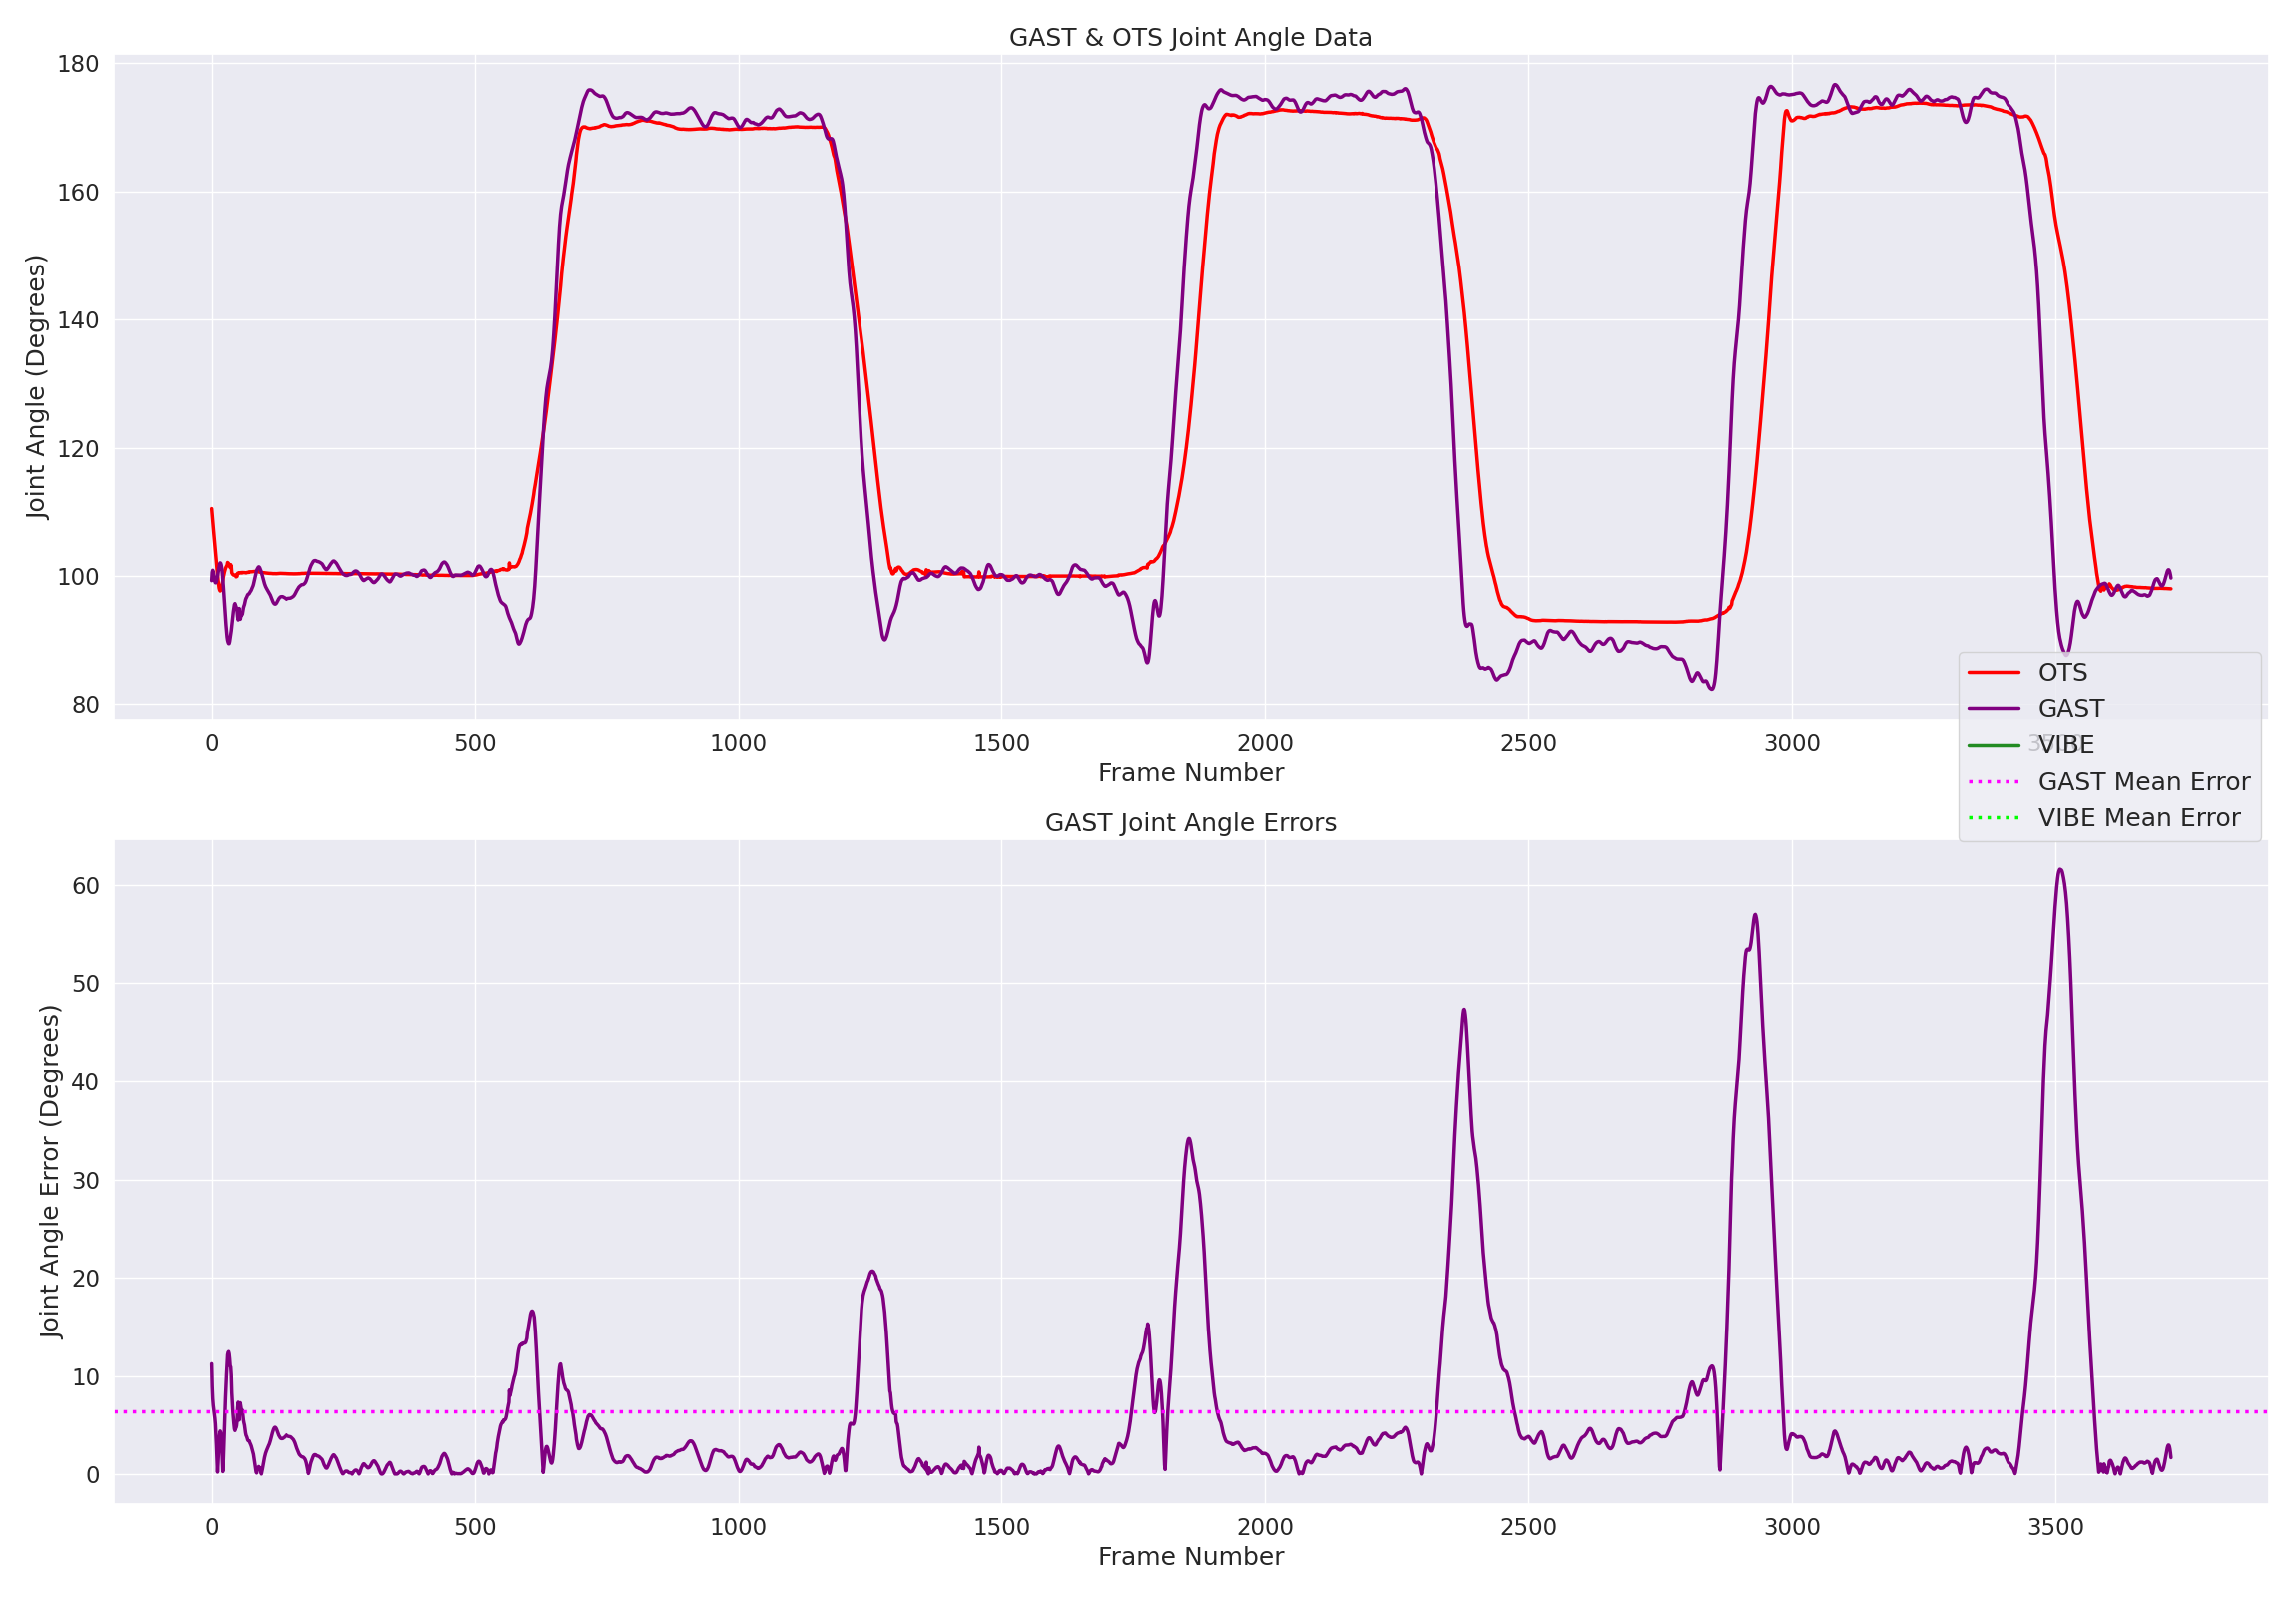 GAST & OTS Joint Angle Data
180
160
140
120
100
80
Joint Angle (Degrees)
0 500 1000 1500 2000 2500 3000 3500
Frame Number
OTS
GAST
VIBE
GAST Mean Error
VIBE Mean Error
GAST Joint Angle Errors
60
50
40
30
20
10
0
Joint Angle Error (Degrees)
0 500 1000 1500 2000 2500 3000 3500
Frame Number